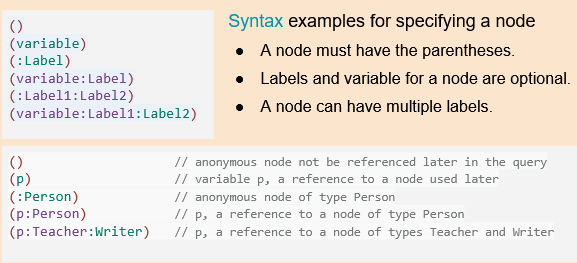 ()
(variable)
(:Label)
(variable:Label)
(:Label1:Label2)
(variable:Label1:Label2)
Syntax examples for specifying a node
● A node must have the parentheses.
● Labels and variable for a node are optional.
● A node can have multiple labels.
() // anonymous node not be referenced later in the query
(p) // variable p, a reference to a node used later
(:Person) // anonymous node of type Person
(p:Person) // p, a reference to a node of type Person
(p:Teacher:Writer) // p, a reference to a node of types Teacher and Writer